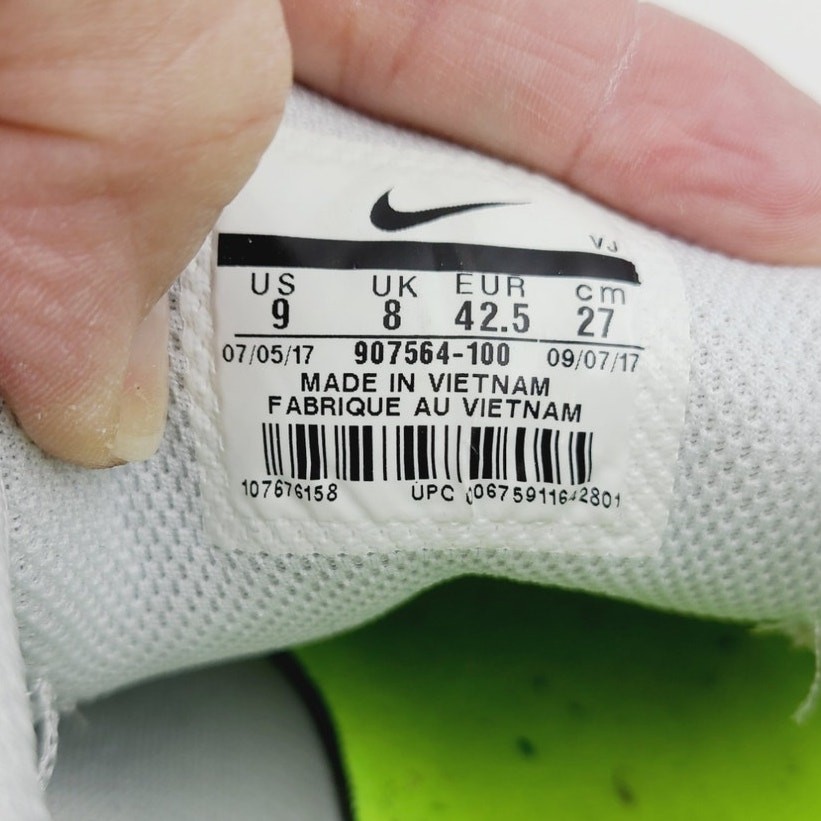 VJ
US UK EUR cm
9 8 42.5 27
07/05/17 907564-100 09/07/17
MADE IN VIETNAM
FABRIQUE AU VIETNAM
107676158 UPC